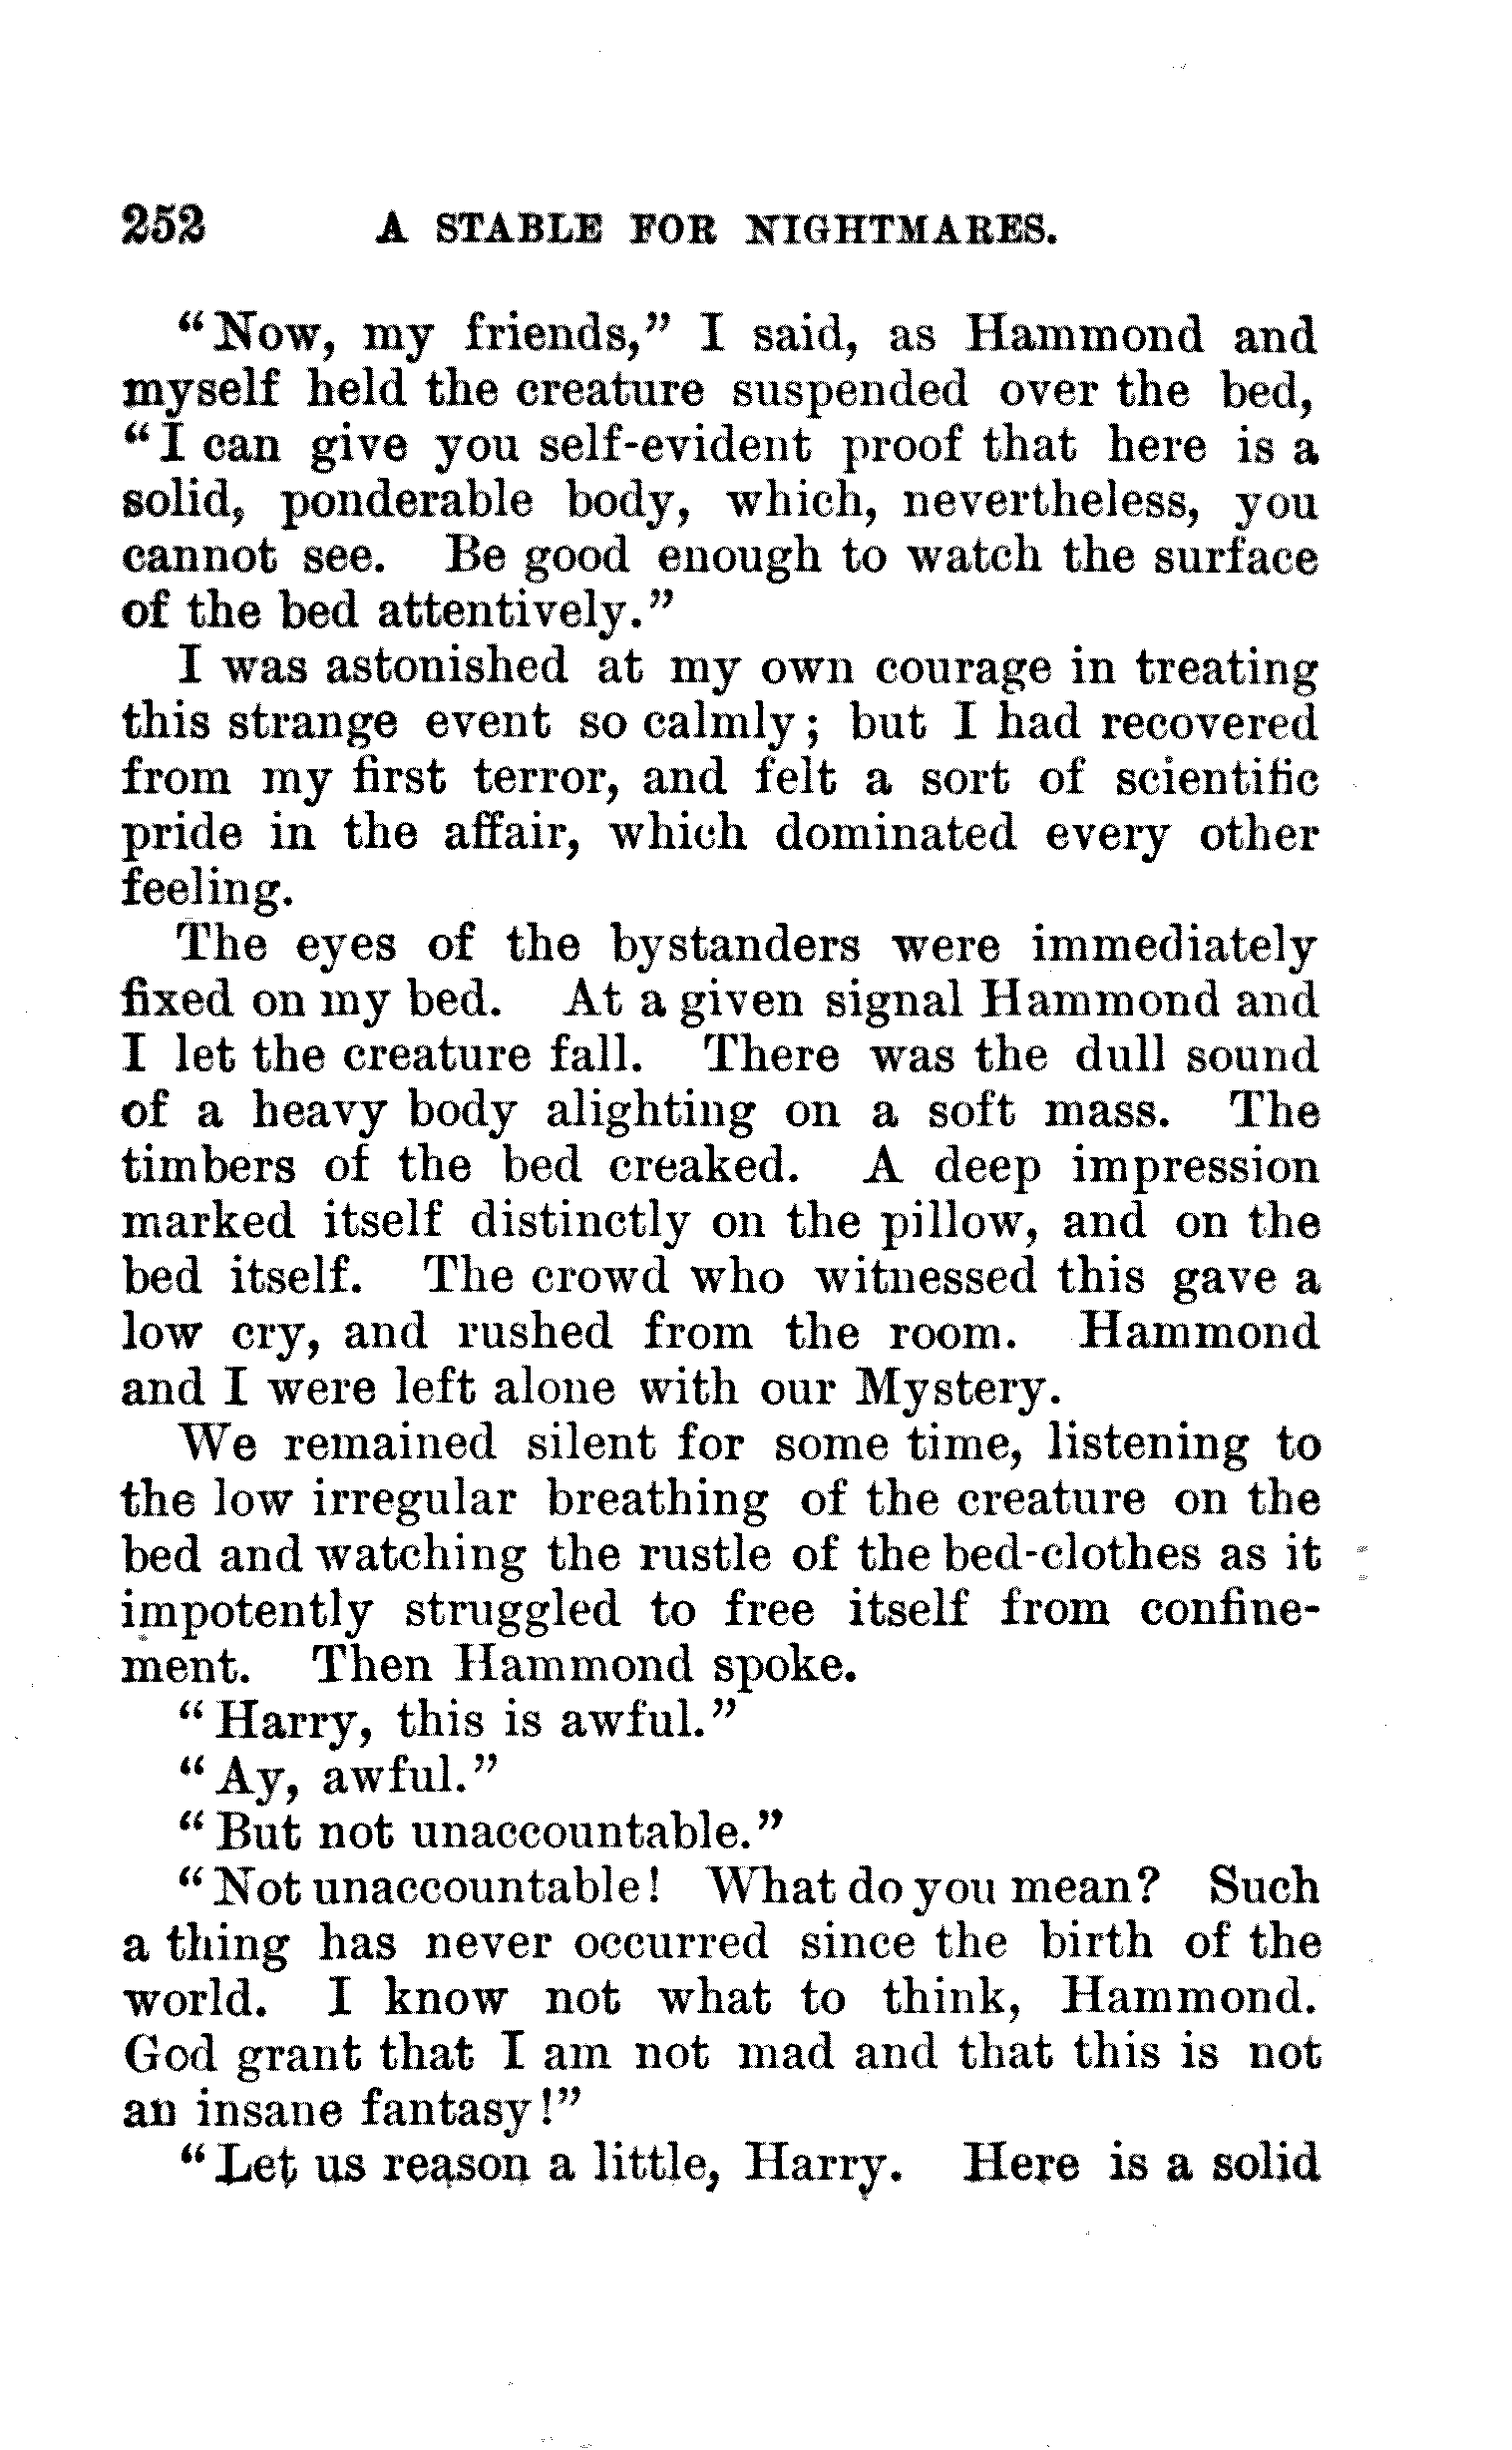 252 A STABLE FOR NIGHTMARES.
"Now, my friends," I said, as Hammond and
myself held the creature suspended over the bed,
"I can give you self-evident proof that here is a
solid, ponderable body, which, nevertheless, you
cannot see. Be good enough to watch the surface
of the bed attentively."
I was astonished at my own courage in treating
this strange event so calmly; but I had recovered
from my first terror, and felt a sort of scientific
pride in the affair, which dominated every other
feeling.
The eyes of the bystanders were immediately
fixed on my bed. At a given signal Hammond and
I let the creature fall. There was the dull sound
of a heavy body alighting on a soft mass. The
timbers of the bed creaked. A deep impression
marked itself distinctly on the pillow, and on the
bed itself. The crowd who witnessed this gave a
low cry, and rushed from the room. Hammond
and I were left alone with our Mystery.
We remained silent for some time, listening to
the low irregular breathing of the creature on the
bed and watching the rustle of the bed-clothes as it
impotently struggled to free itself from confine-
ment. Then Hammond spoke.
"Harry, this is awful."
"Ay, awful."
"But not unaccountable."
"Not unaccountable! What do you mean? Such
a thing has never occurred since the birth of the
world. I know not what to think, Hammond.
God grant that I am not mad and that this is not
an insane fantasy!"
"Let us reason a little, Harry. Here is a solid